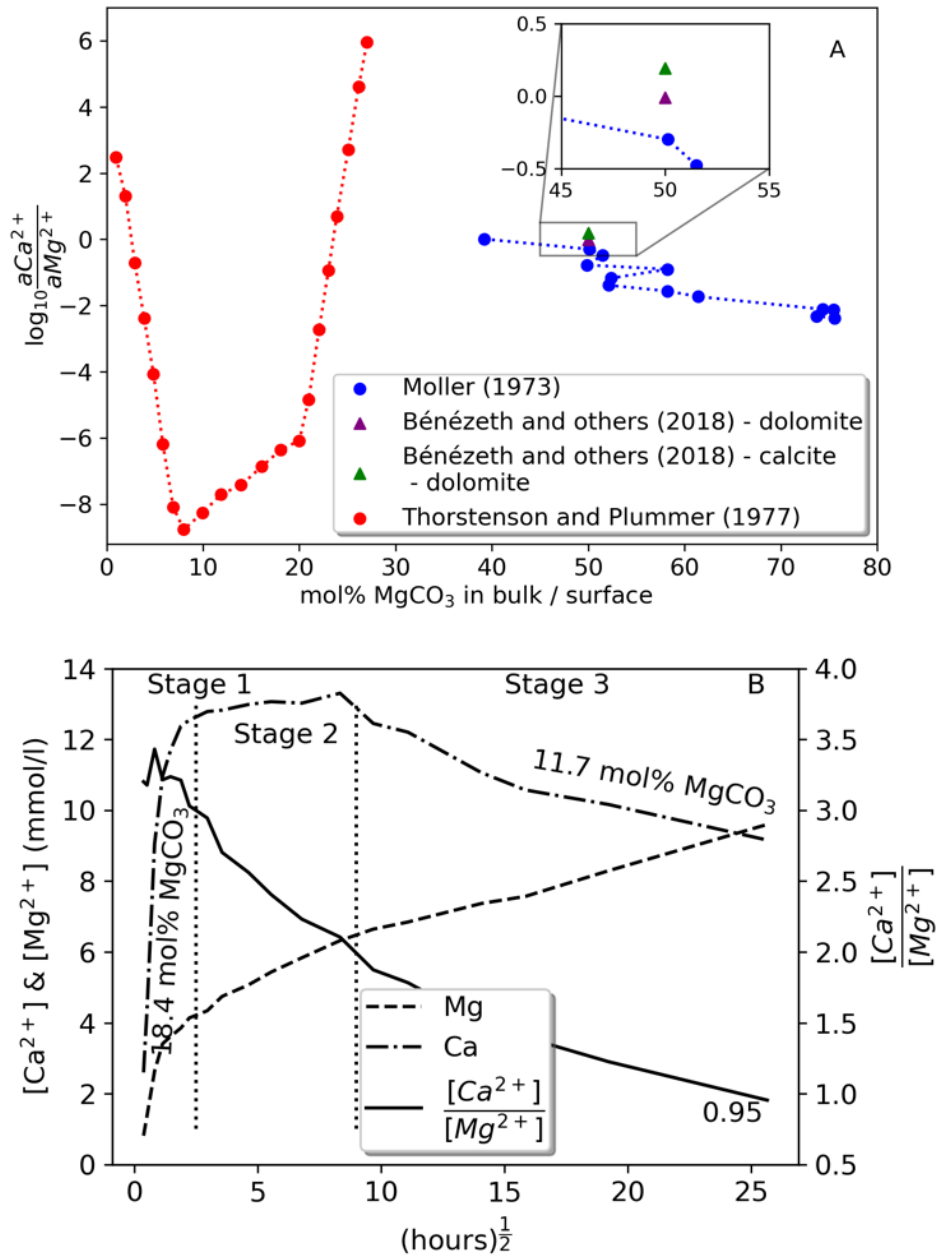 A
6
4
2
0
−2
−4
−6
−8
log₁₀ aCa²⁺/aMg²⁺
0.5
0.0
−0.5
45 50 55
Moller (1973)
Bénézeth and others (2018) - dolomite
Bénézeth and others (2018) - calcite
- dolomite
Thorstenson and Plummer (1977)
0 10 20 30 40 50 60 70 80
mol% MgCO₃ in bulk / surface
14
12
10
8
6
4
2
0
[Ca²⁺] & [Mg²⁺] (mmol/l)
Stage 1
Stage 2
Stage 3
B
18.4 mol% MgCO₃
11.7 mol% MgCO₃
0.95
Mg
Ca
[Ca²⁺]/[Mg²⁺]
4.0
3.5
3.0
2.5
2.0
1.5
1.0
0.5
[Ca²⁺]/[Mg²⁺]
0 5 10 15 20 25
(hours)^½